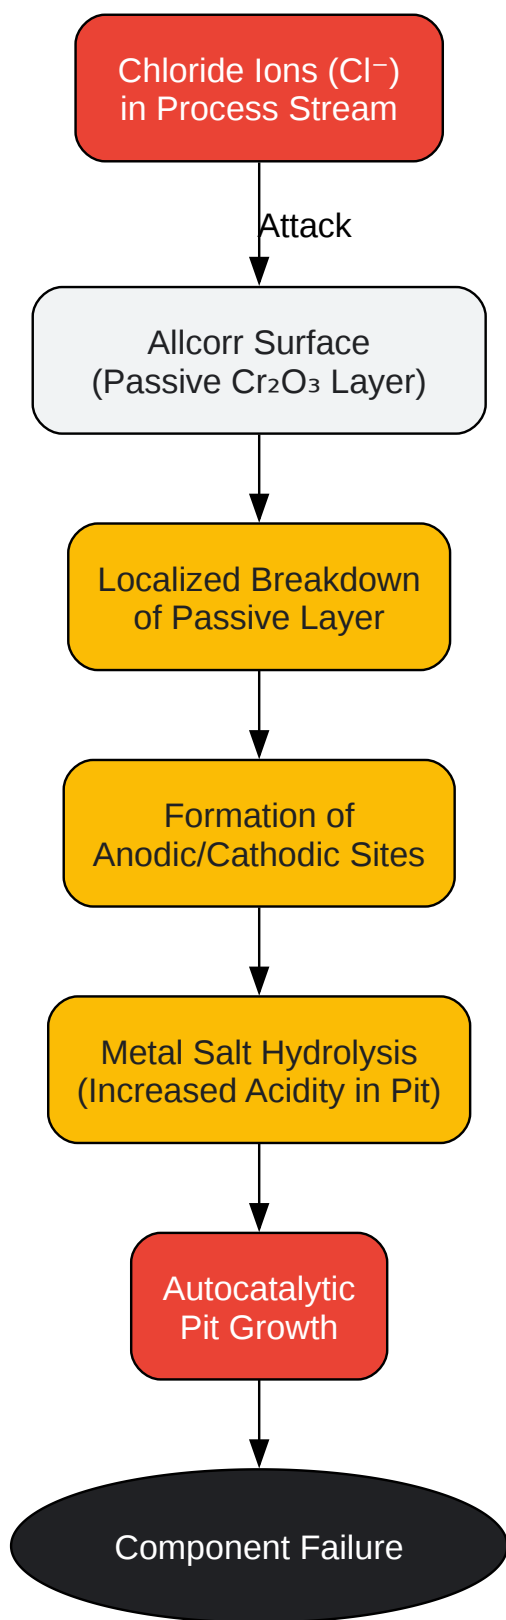 Chloride Ions (Cl⁻)
in Process Stream
Attack
Allcorr Surface
(Passive Cr₂O₃ Layer)
Localized Breakdown
of Passive Layer
Formation of
Anodic/Cathodic Sites
Metal Salt Hydrolysis
(Increased Acidity in Pit)
Autocatalytic
Pit Growth
Component Failure